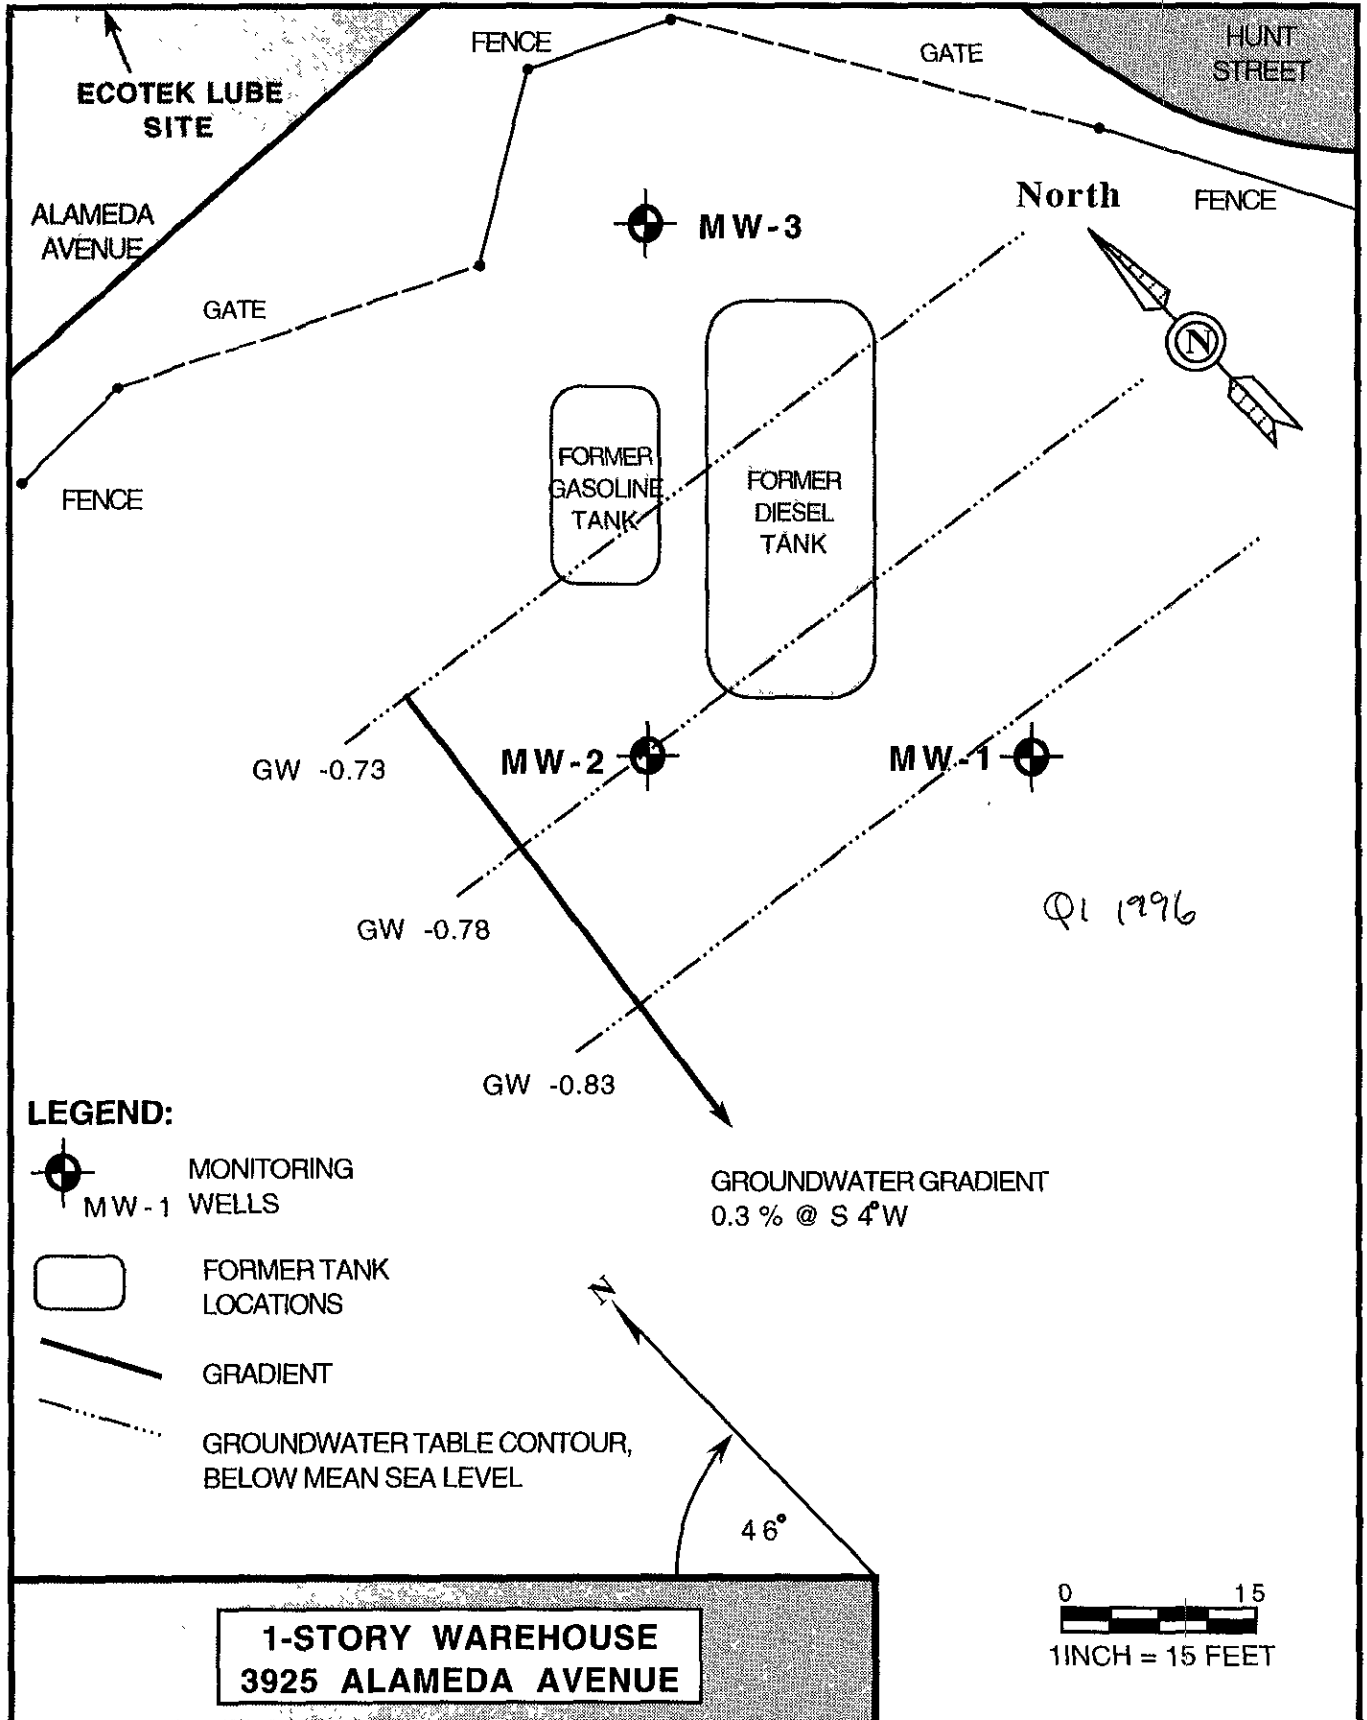 FENCE
GATE
HUNT
STREET
ECOTEK LUBE
SITE
North
FENCE
ALAMEDA
AVENUE
MW-3
GATE
N
FORMER
GASOLINE
TANK
FORMER
DIESEL
TANK
FENCE
MW-2
MW-1
GW -0.73
Q1 1996
GW -0.78
GW -0.83
LEGEND:
MONITORING
WELLS
MW-1
GROUNDWATER GRADIENT
0.3 % @ S 4°W
FORMER TANK
LOCATIONS
N
GRADIENT
GROUNDWATER TABLE CONTOUR,
BELOW MEAN SEA LEVEL
46°
0 15
1INCH = 15 FEET
1-STORY WAREHOUSE
3925 ALAMEDA AVENUE